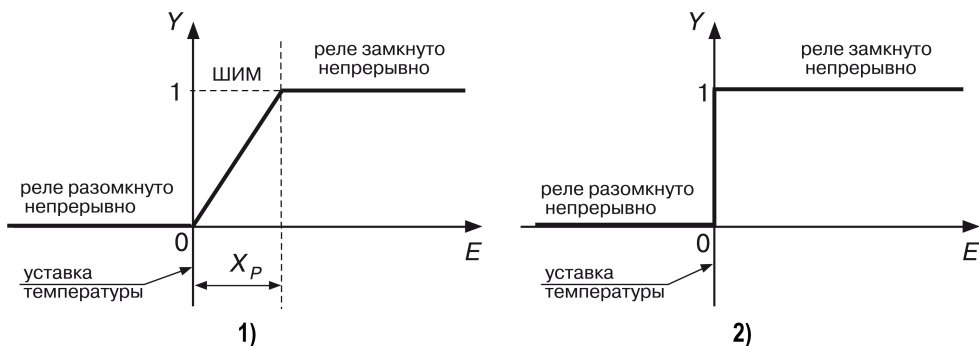 Y
реле замкнуто
непрерывно
ШИМ
1
реле разомкнуто
непрерывно
0
E
уставка
температуры
X P
1)
Y
реле замкнуто
непрерывно
1
реле разомкнуто
непрерывно
0
E
уставка
температуры
2)